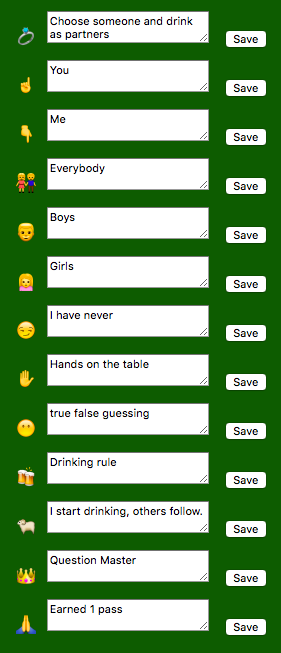 Choose someone and drink
as partners
Save
You
Save
Me
Save
Everybody
Save
Boys
Save
Girls
Save
I have never
Save
Hands on the table
Save
true false guessing
Save
Drinking rule
Save
I start drinking, others follow.
Save
Question Master
Save
Earned 1 pass
Save